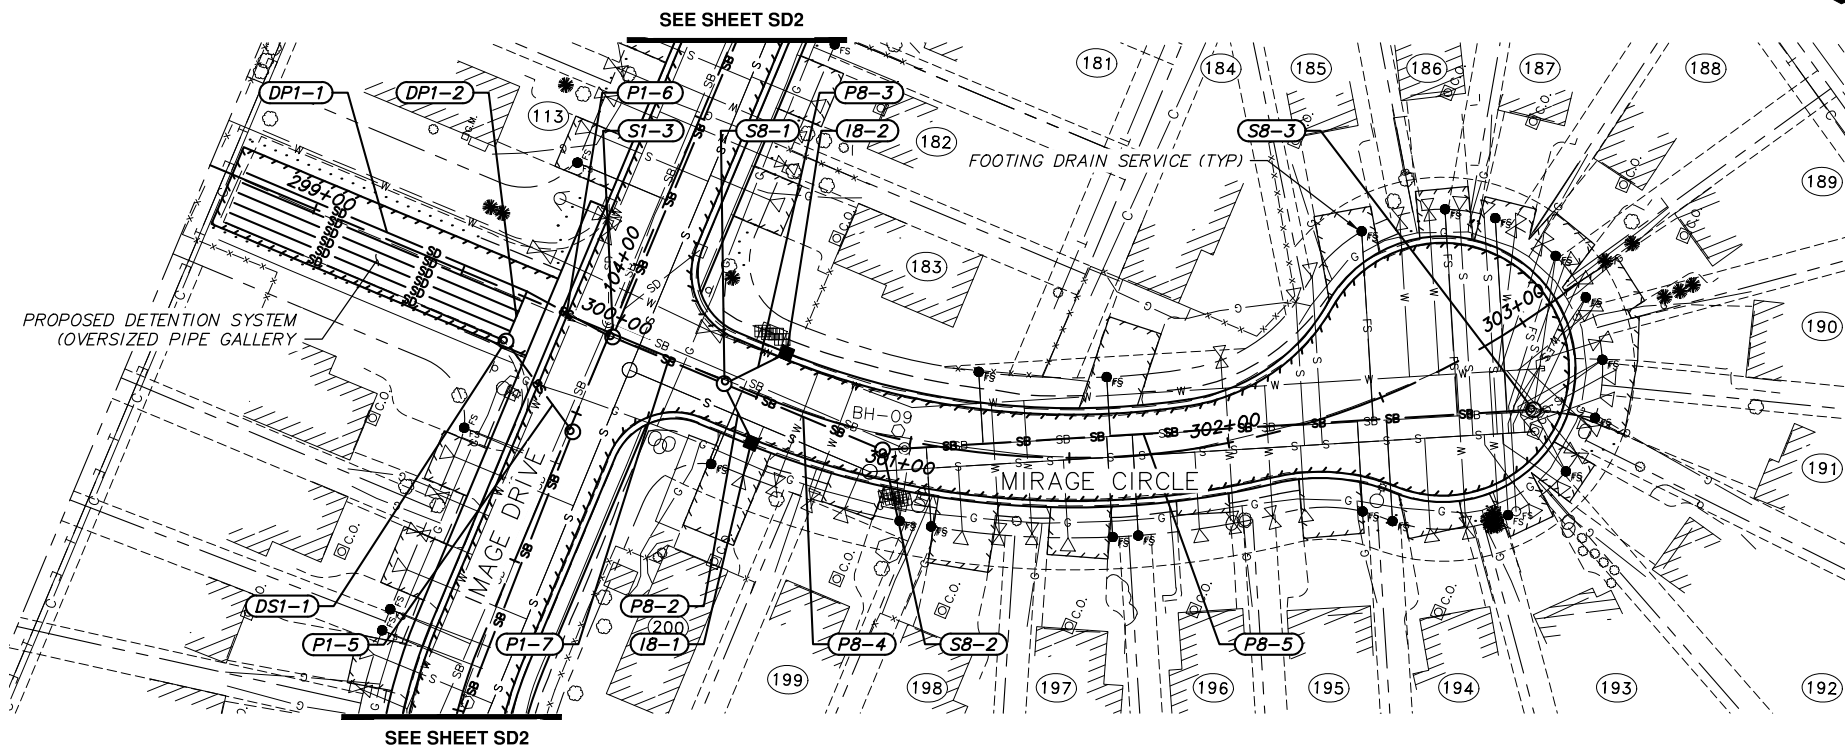 SEE SHEET SD2
DP1-1
DP1-2
P1-6
P8-3
181
184
185
186
187
188
113
S1-3
S8-1
I8-2
S8-3
182
FOOTING DRAIN SERVICE (TYP)
189
299+00
104+00
183
300+00
303+00
PROPOSED DETENTION SYSTEM
(OVERSIZED PIPE GALLERY
190
BH-09
302+00
301+00
MIRAGE CIRCLE
191
IMAGE DRIVE
DS1-1
P8-2
200
P1-5
P1-7
I8-1
P8-4
S8-2
P8-5
199
198
197
196
195
194
193
192
SEE SHEET SD2